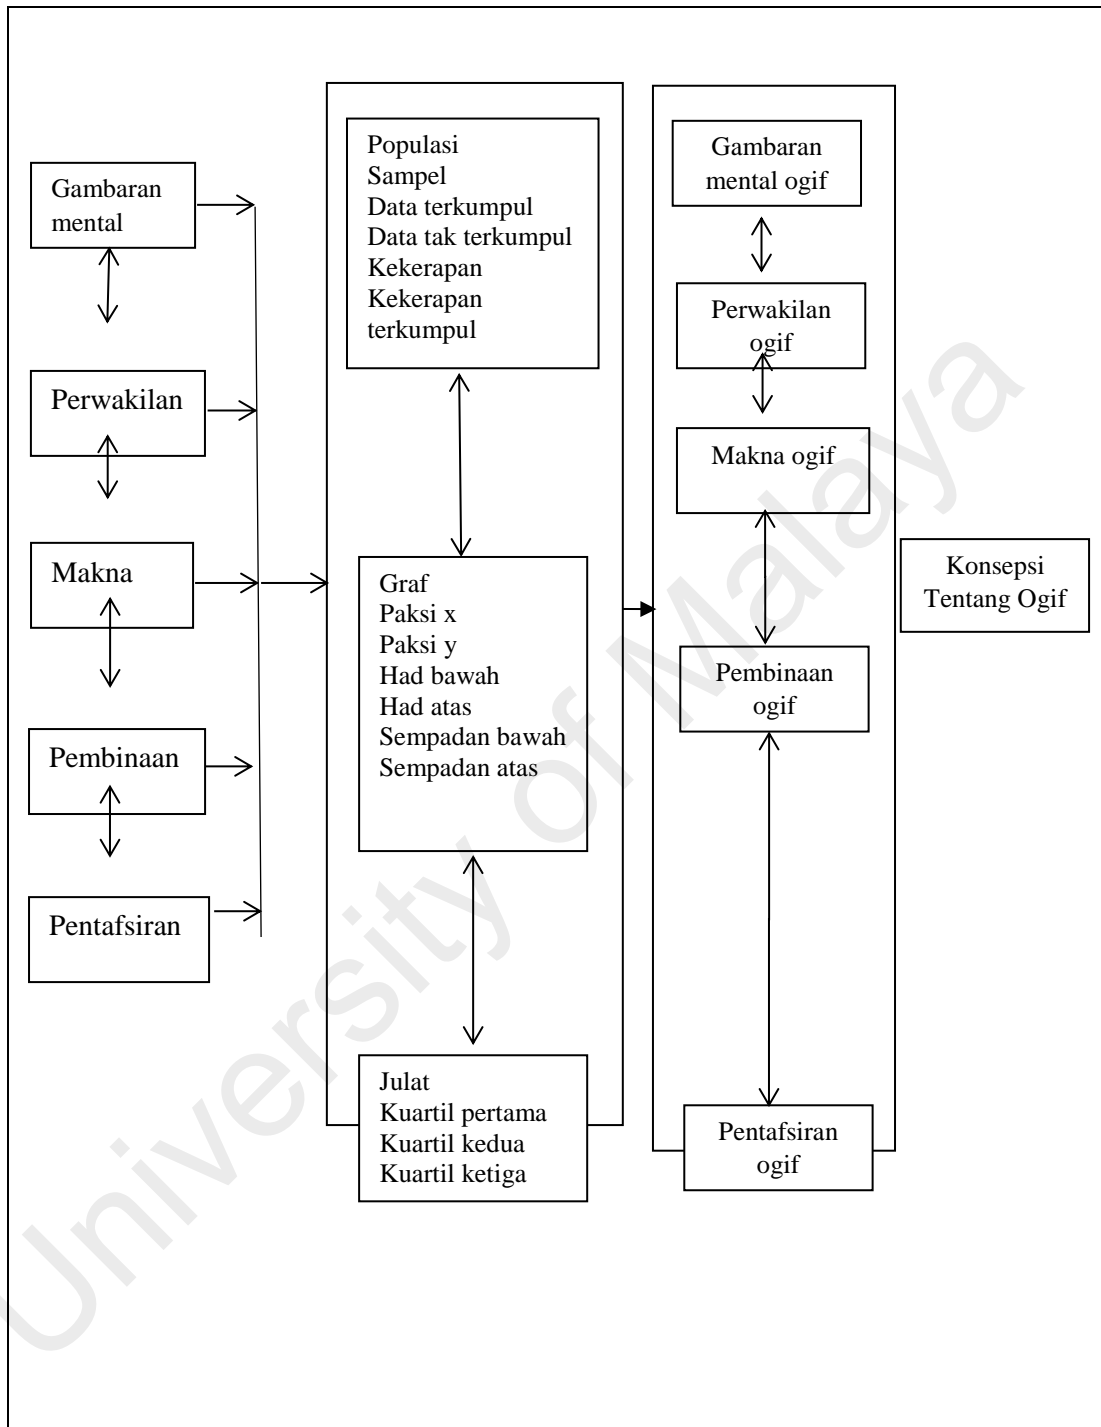 Gambaran
mental
Perwakilan
Makna
Pembinaan
Pentafsiran
Populasi
Sampel
Data terkumpul
Data tak terkumpul
Kekerapan
Kekerapan
terkumpul
Graf
Paksi x
Paksi y
Had bawah
Had atas
Sempadan bawah
Sempadan atas
Julat
Kuartil pertama
Kuartil kedua
Kuartil ketiga
Gambaran
mental ogif
Perwakilan
ogif
Makna ogif
Pembinaan
ogif
Pentafsiran
ogif
Konsepsi
Tentang Ogif
University of Malaya